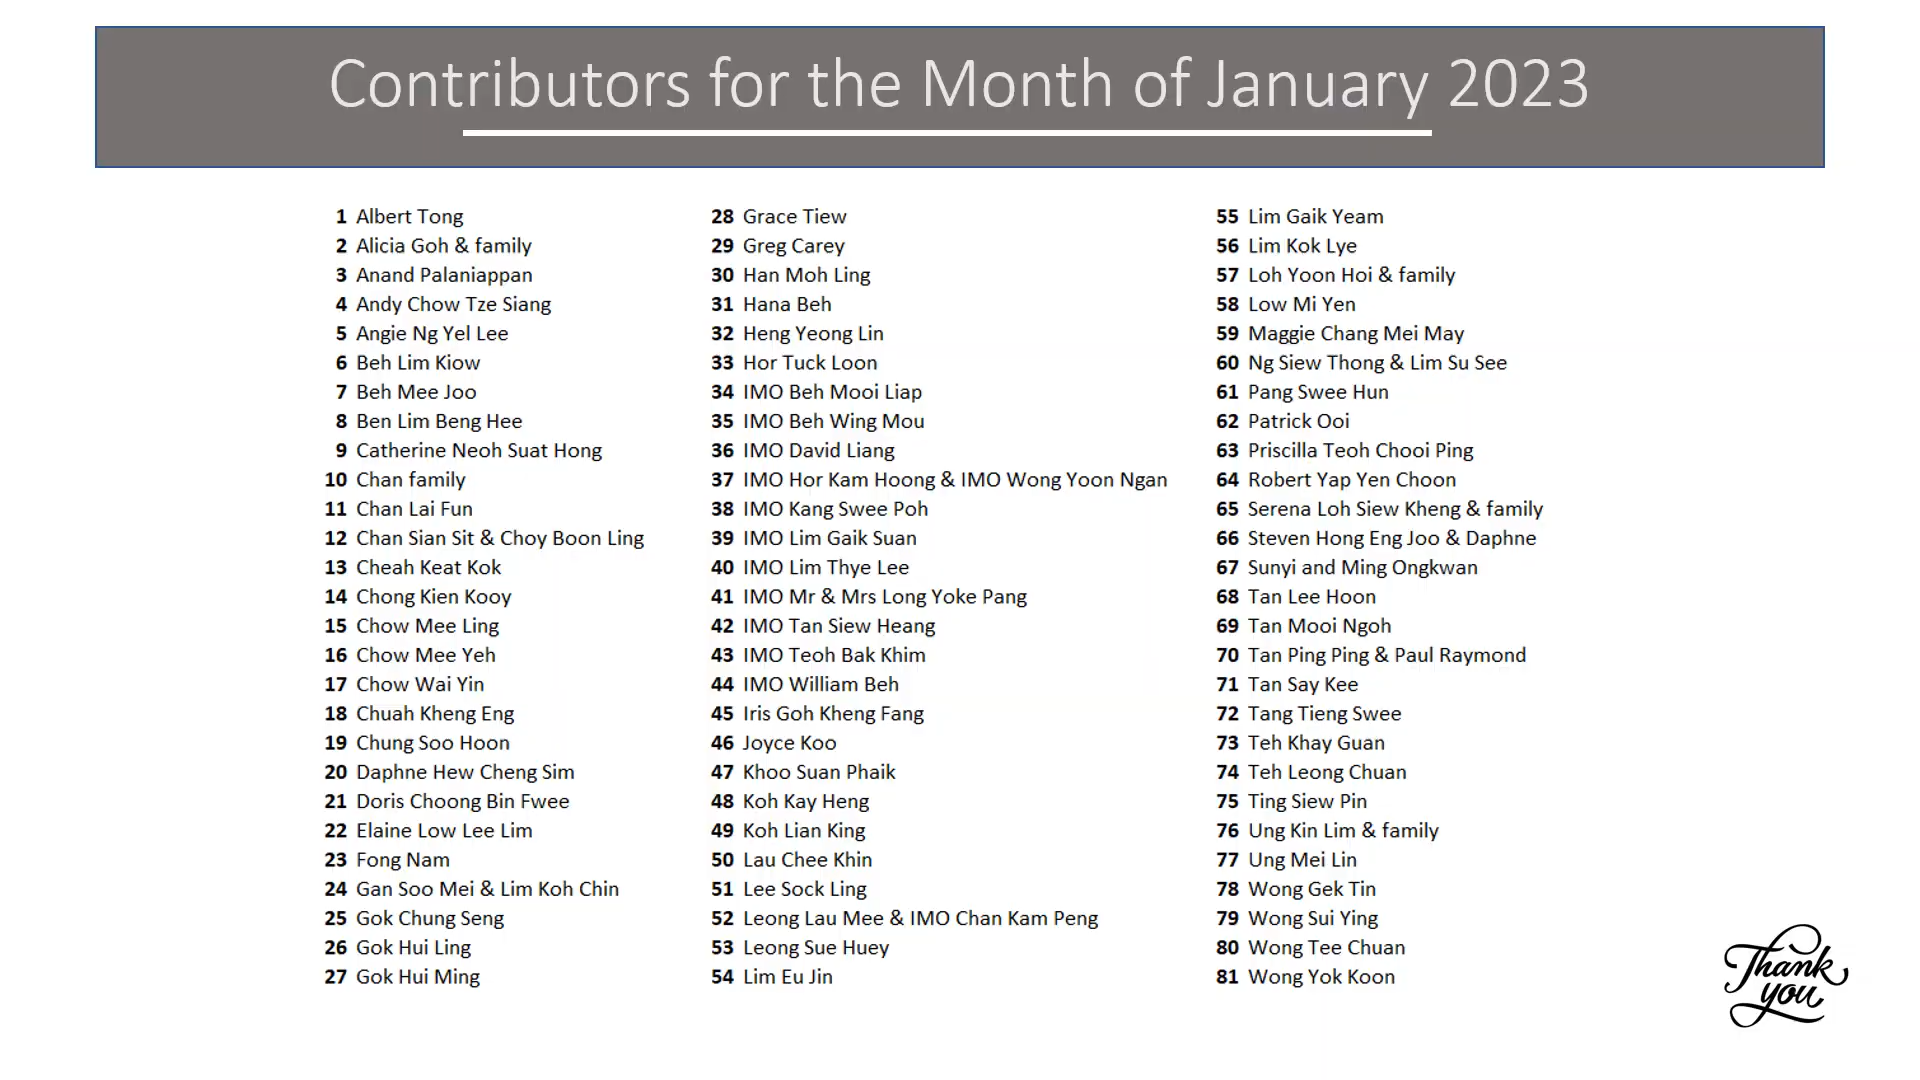 Contributors for the Month of January 2023
1 Albert Tong
2 Alicia Goh & family
3 Anand Palaniappan
4 Andy Chow Tze Siang
5 Angie Ng Yel Lee
6 Beh Lim Kiow
7 Beh Mee Joo
8 Ben Lim Beng Hee
9 Catherine Neoh Suat Hong
10 Chan family
11 Chan Lai Fun
12 Chan Sian Sit & Choy Boon Ling
13 Cheah Keat Kok
14 Chong Kien Kooy
15 Chow Mee Ling
16 Chow Mee Yeh
17 Chow Wai Yin
18 Chuah Kheng Eng
19 Chung Soo Hoon
20 Daphne Hew Cheng Sim
21 Doris Choong Bin Fwee
22 Elaine Low Lee Lim
23 Fong Nam
24 Gan Soo Mei & Lim Koh Chin
25 Gok Chung Seng
26 Gok Hui Ling
27 Gok Hui Ming
28 Grace Tiew
29 Greg Carey
30 Han Moh Ling
31 Hana Beh
32 Heng Yeong Lin
33 Hor Tuck Loon
34 IMO Beh Mooi Liap
35 IMO Beh Wing Mou
36 IMO David Liang
37 IMO Hor Kam Hoong & IMO Wong Yoon Ngan
38 IMO Kang Swee Poh
39 IMO Lim Gaik Suan
40 IMO Lim Thye Lee
41 IMO Mr & Mrs Long Yoke Pang
42 IMO Tan Siew Heang
43 IMO Teoh Bak Khim
44 IMO William Beh
45 Iris Goh Kheng Fang
46 Joyce Koo
47 Khoo Suan Phaik
48 Koh Kay Heng
49 Koh Lian King
50 Lau Chee Khin
51 Lee Sock Ling
52 Leong Lau Mee & IMO Chan Kam Peng
53 Leong Sue Huey
54 Lim Eu Jin
55 Lim Gaik Yeam
56 Lim Kok Lye
57 Loh Yoon Hoi & family
58 Low Mi Yen
59 Maggie Chang Mei May
60 Ng Siew Thong & Lim Su See
61 Pang Swee Hun
62 Patrick Ooi
63 Priscilla Teoh Chooi Ping
64 Robert Yap Yen Choon
65 Serena Loh Siew Kheng & family
66 Steven Hong Eng Joo & Daphne
67 Sunyi and Ming Ongkwan
68 Tan Lee Hoon
69 Tan Mooi Ngoh
70 Tan Ping Ping & Paul Raymond
71 Tan Say Kee
72 Tang Tieng Swee
73 Teh Khay Guan
74 Teh Leong Chuan
75 Ting Siew Pin
76 Ung Kin Lim & family
77 Ung Mei Lin
78 Wong Gek Tin
79 Wong Sui Ying
80 Wong Tee Chuan
81 Wong Yok Koon
Thank
you